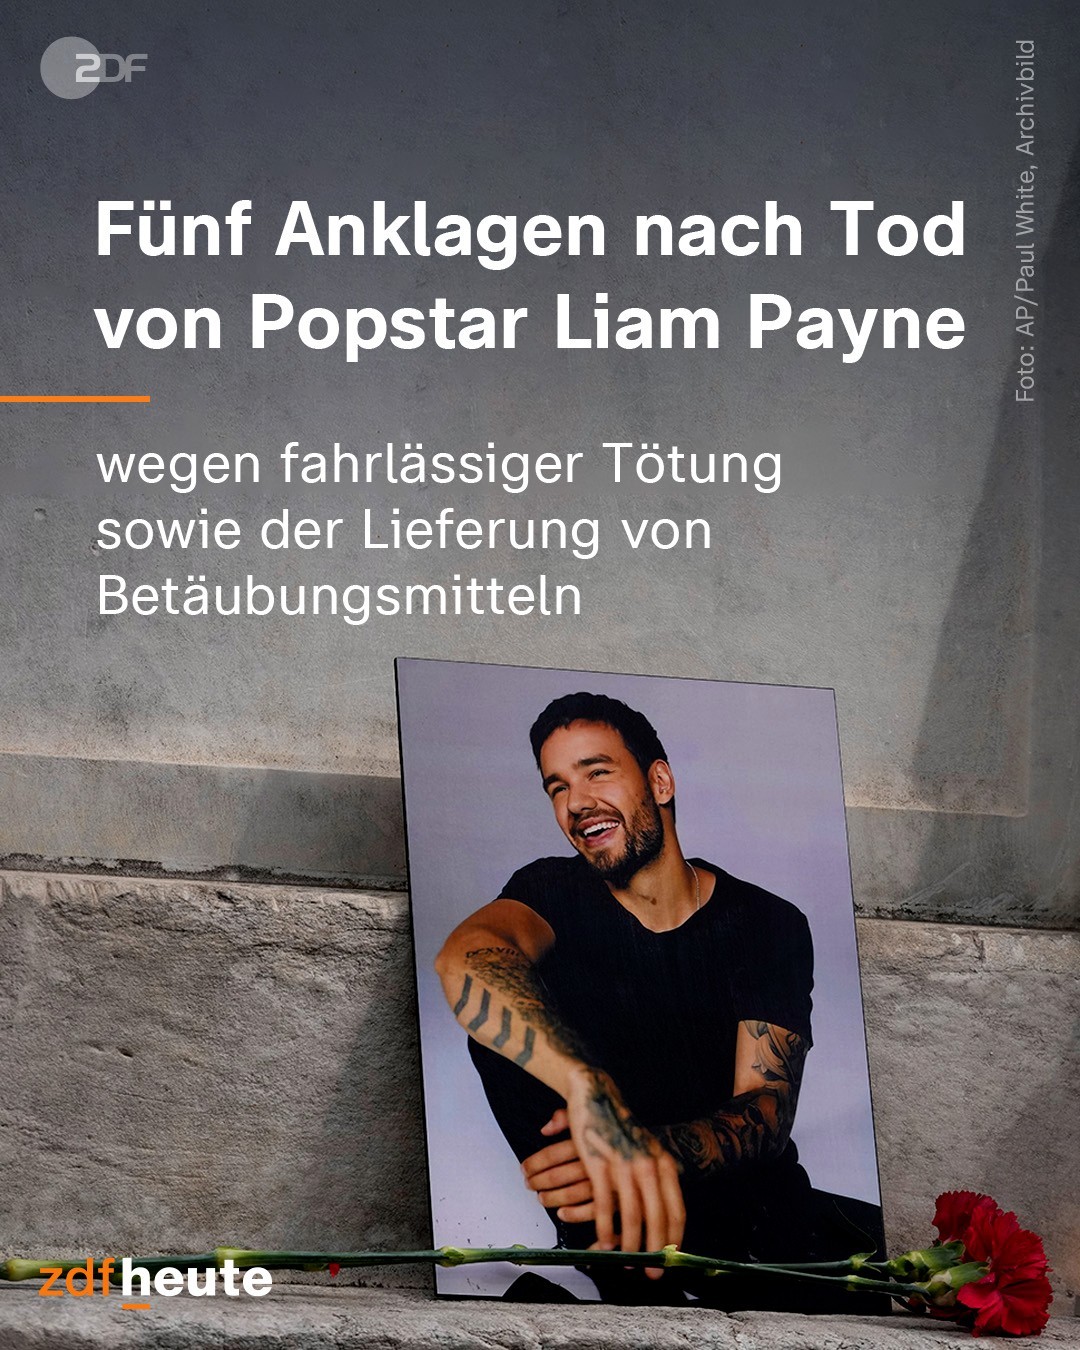 ZDF
Foto: AP/Paul White, Archivbild
Fünf Anklagen nach Tod
von Popstar Liam Payne
wegen fahrlässiger Tötung
sowie der Lieferung von
Betäubungsmitteln
zdfheute